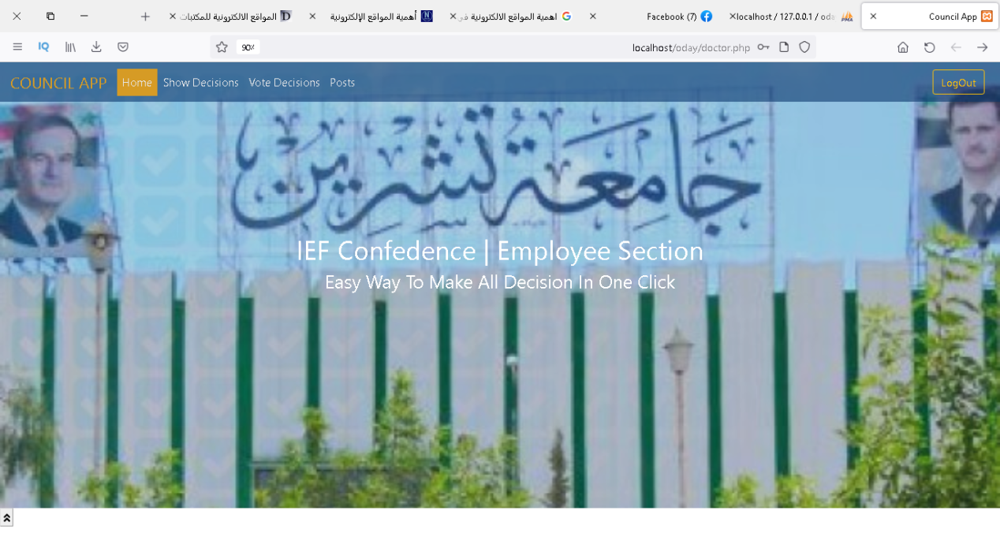 Council App
localhost / 127.0.0.1 / oda
(7) Facebook
اهمية المواقع الالكترونية في
أهمية المواقع الإلكترونية
المواقع الالكترونية للمكتبات
localhost/oday/doctor.php
90%
COUNCIL APP
Home
Show Decisions
Vote Decisions
Posts
LogOut
جامعة تشرين
IEF Confedence | Employee Section
Easy Way To Make All Decision In One Click